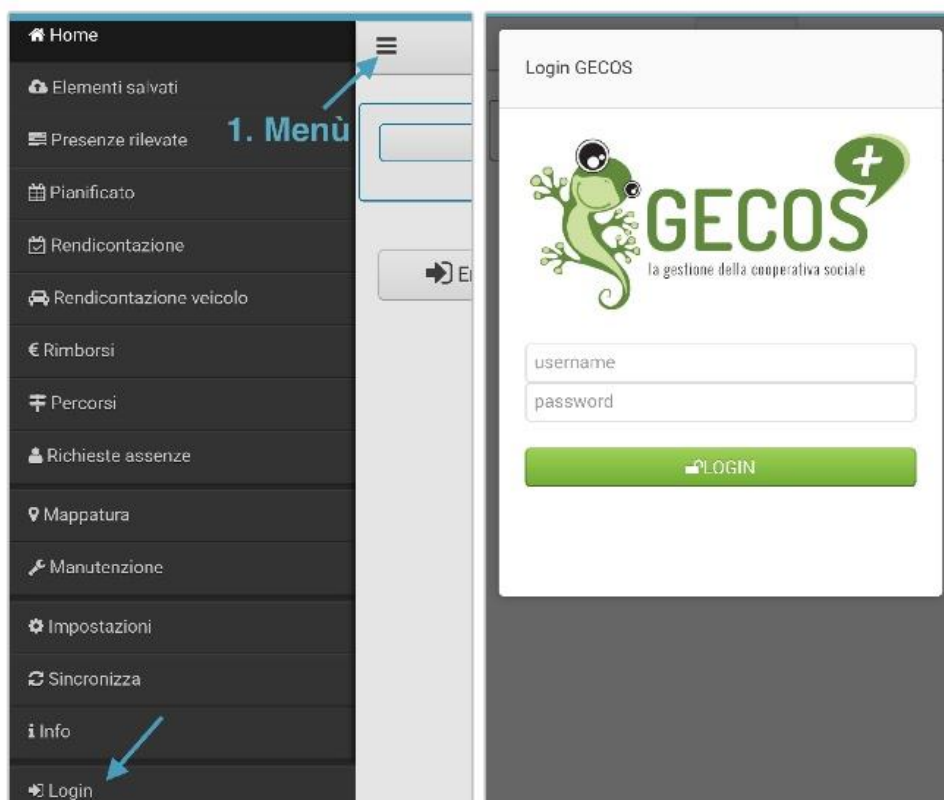 Home
Elementi salvati
Presenze rilevate
1. Menù
Pianificato
Rendicontazione
Rendicontazione veicolo
€ Rimborsi
Percorsi
Richieste assenze
Mappatura
Manutenzione
Impostazioni
Sincronizza
Info
Login
Login GECOS
GECOS+
la gestione della cooperativa sociale
username
password
LOGIN